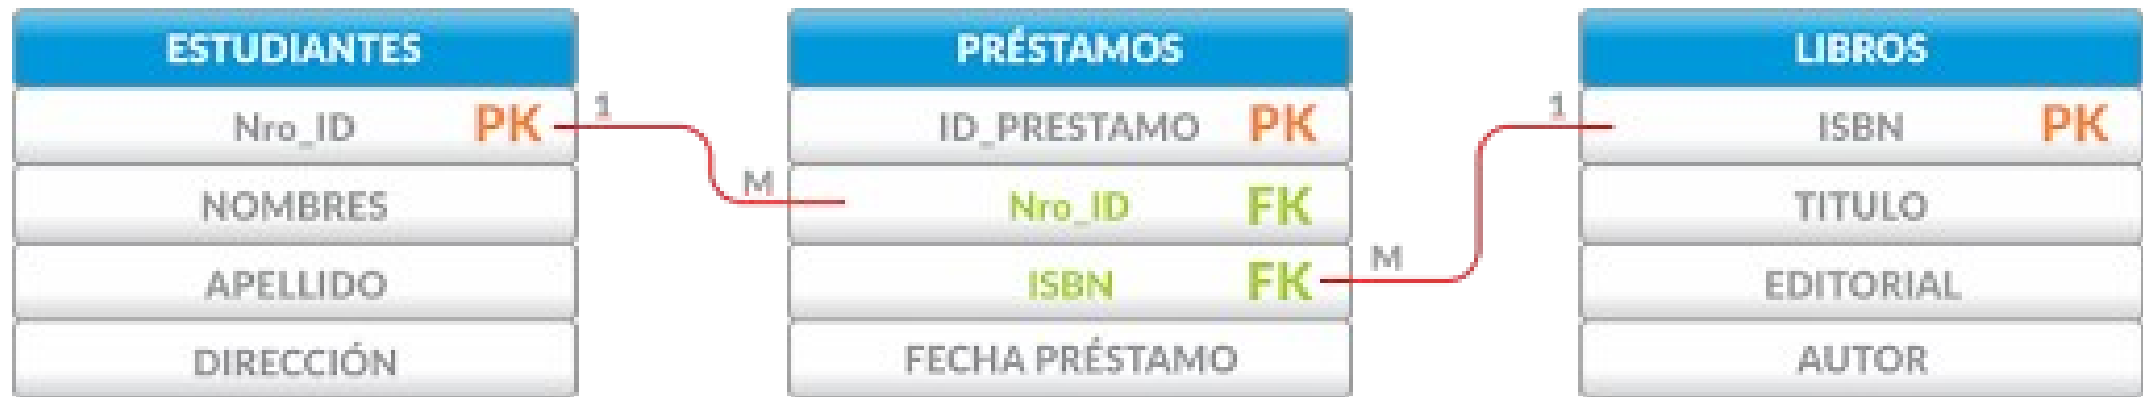 ESTUDIANTES
Nro_ID PK
NOMBRES
APELLIDO
DIRECCIÓN
1
M
PRÉSTAMOS
ID_PRESTAMO PK
Nro_ID FK
ISBN FK
FECHA PRÉSTAMO
M
1
LIBROS
ISBN PK
TITULO
EDITORIAL
AUTOR